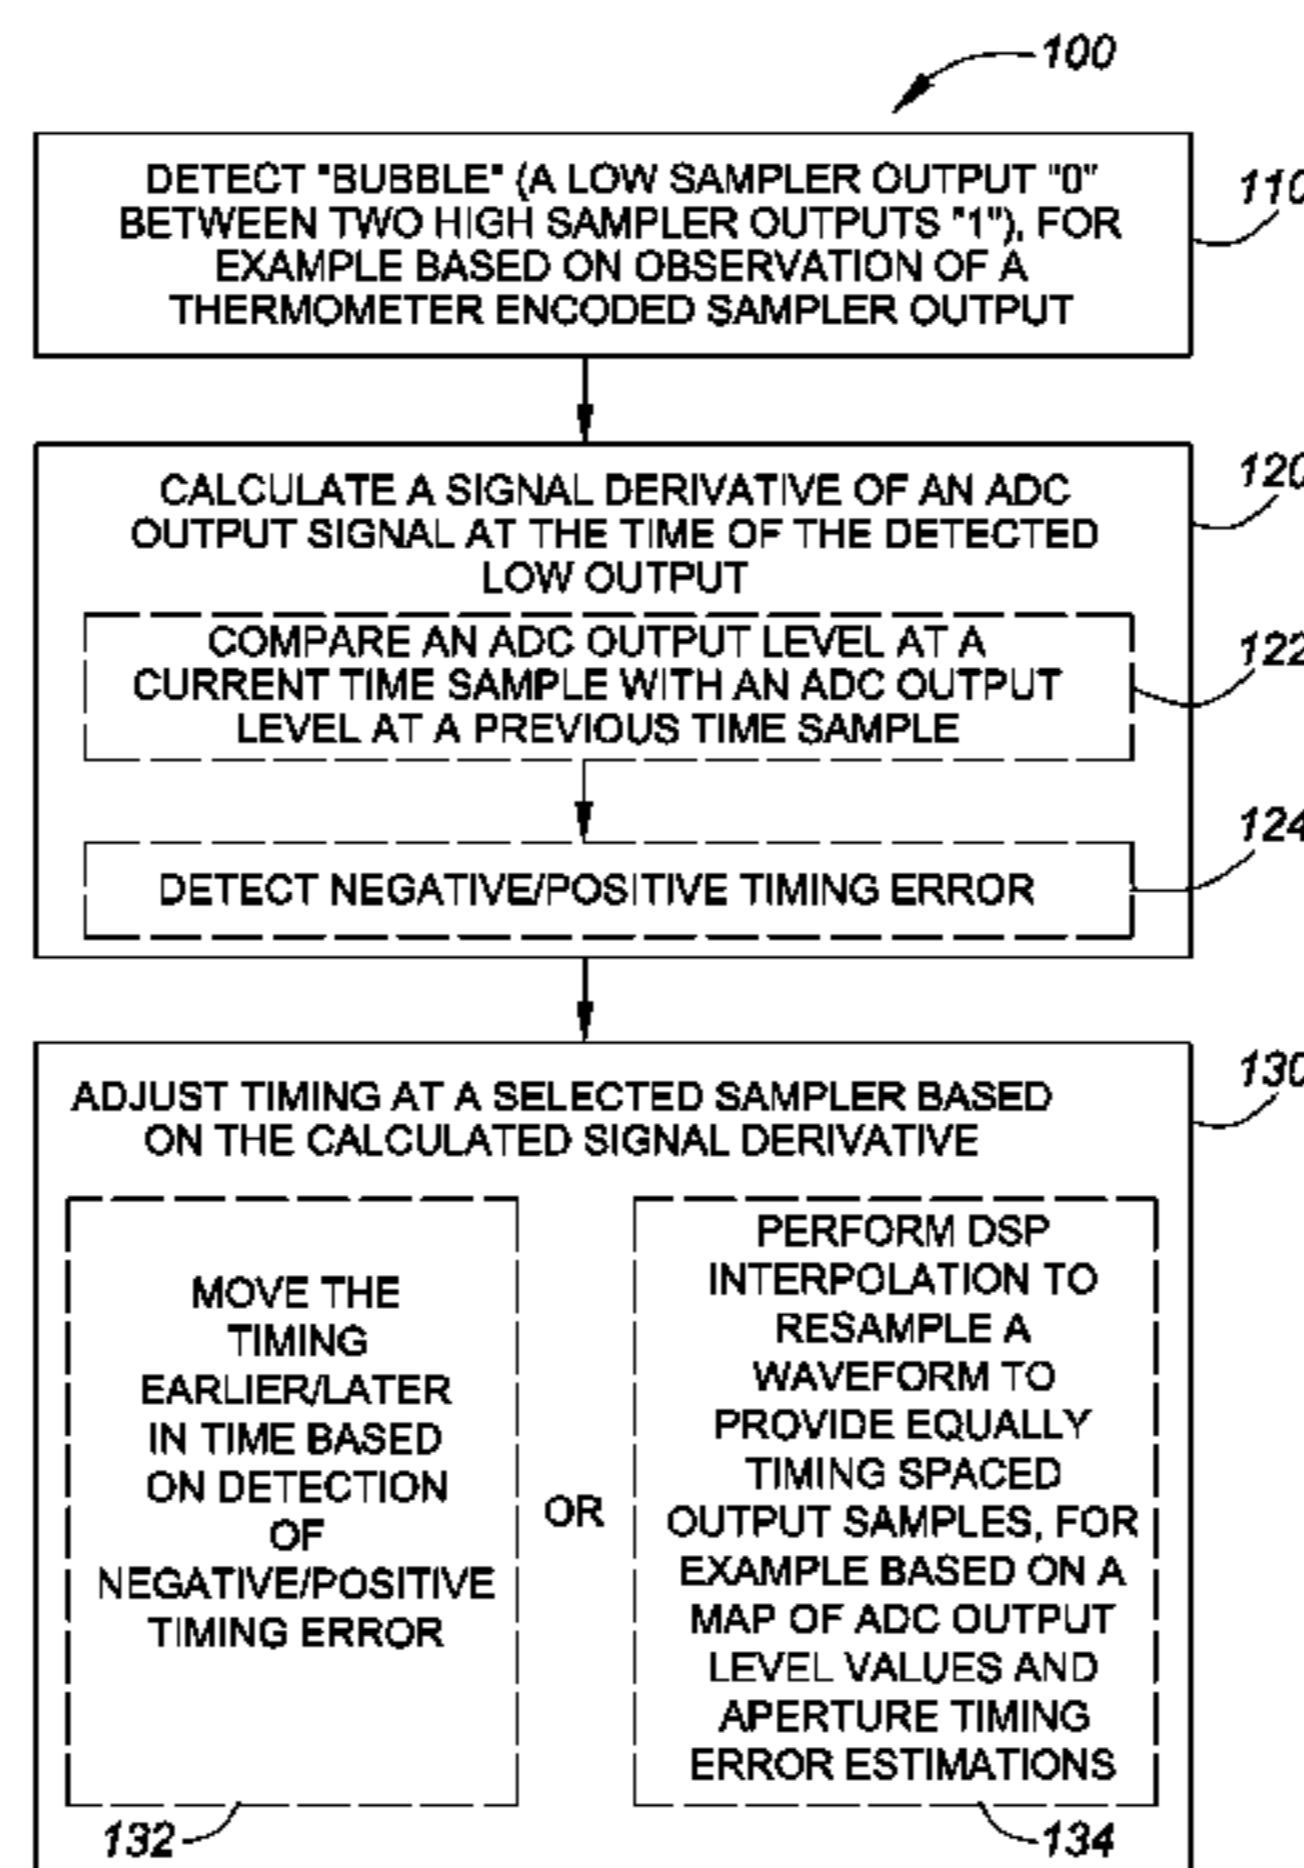 100
DETECT "BUBBLE" (A LOW SAMPLER OUTPUT "0"
BETWEEN TWO HIGH SAMPLER OUTPUTS "1"), FOR
EXAMPLE BASED ON OBSERVATION OF A
THERMOMETER ENCODED SAMPLER OUTPUT
110
CALCULATE A SIGNAL DERIVATIVE OF AN ADC
OUTPUT SIGNAL AT THE TIME OF THE DETECTED
LOW OUTPUT
120
COMPARE AN ADC OUTPUT LEVEL AT A
CURRENT TIME SAMPLE WITH AN ADC OUTPUT
LEVEL AT A PREVIOUS TIME SAMPLE
122
DETECT NEGATIVE/POSITIVE TIMING ERROR
124
ADJUST TIMING AT A SELECTED SAMPLER BASED
ON THE CALCULATED SIGNAL DERIVATIVE
130
MOVE THE
TIMING
EARLIER/LATER
IN TIME BASED
ON DETECTION
OF
NEGATIVE/POSITIVE
TIMING ERROR
132
OR
PERFORM DSP
INTERPOLATION TO
RESAMPLE A
WAVEFORM TO
PROVIDE EQUALLY
TIMING SPACED
OUTPUT SAMPLES, FOR
EXAMPLE BASED ON A
MAP OF ADC OUTPUT
LEVEL VALUES AND
APERTURE TIMING
ERROR ESTIMATIONS
134